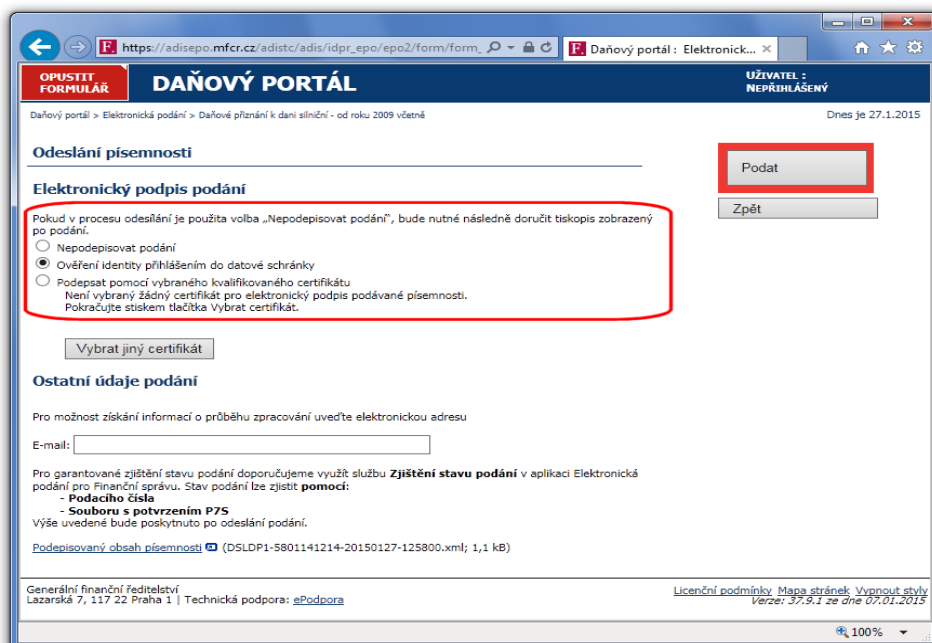 https://adisepo.mfcr.cz/adistc/adis/idpr_epo/epo2/form/form_
Daňový portál : Elektronick...
OPUSTIT
FORMULÁŘ
DAŇOVÝ PORTÁL
UŽIVATEL :
NEPŘIHLÁŠENÝ
Daňový portál > Elektronická podání > Daňové přiznání k dani silniční - od roku 2009 včetně
Dnes je 27.1.2015
Odeslání písemnosti
Podat
Zpět
Elektronický podpis podání
Pokud v procesu odesílání je použita volba „Nepodepisovat podání“, bude nutné následně doručit tiskopis zobrazený
po podání.
Nepodepisovat podání
Ověření identity přihlášením do datové schránky
Podepsat pomocí vybraného kvalifikovaného certifikátu
Není vybraný žádný certifikát pro elektronický podpis podávané písemnosti.
Pokračujte stiskem tlačítka Vybrat certifikát.
Vybrat jiný certifikát
Ostatní údaje podání
Pro možnost získání informací o průběhu zpracování uveďte elektronickou adresu
E-mail:
Pro garantované zjištění stavu podání doporučujeme využít službu Zjištění stavu podání v aplikaci Elektronická
podání pro Finanční správu. Stav podání lze zjistit pomocí:
- Podacího čísla
- Souboru s potvrzením P7S
Výše uvedené bude poskytnuto po odeslání podání.
Podepisovaný obsah písemnosti (DSLDP1-5801141214-20150127-125800.xml; 1,1 kB)
Generální finanční ředitelství
Lazarská 7, 117 22 Praha 1 | Technická podpora: ePodpora
Licenční podmínky Mapa stránek Vypnout styly
Verze: 37.9.1 ze dne 07.01.2015
100%